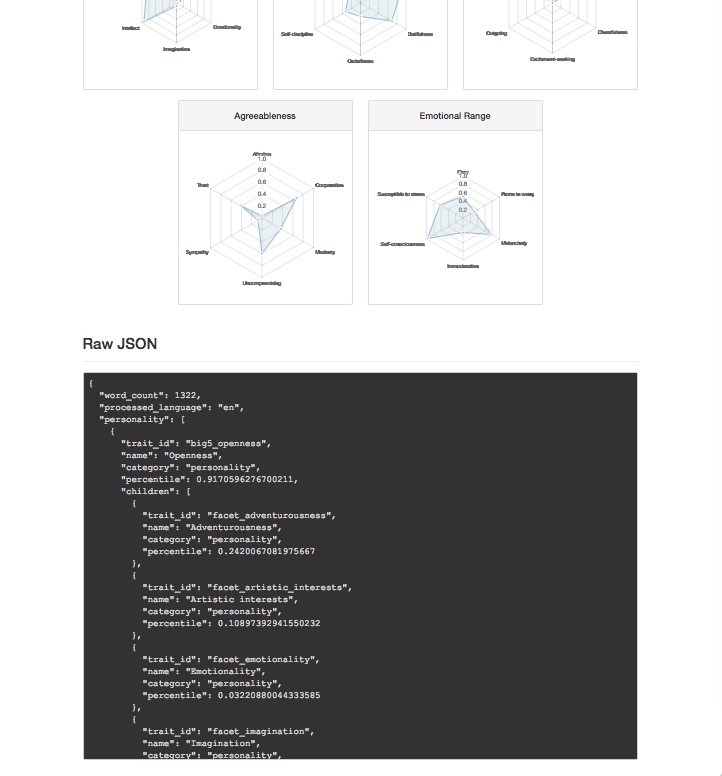 Intellect
Imagination
Emotionality
Self-discipline
Orderliness
Dutifulness
Outgoing
Excitement-seeking
Cheerfulness
Agreeableness
Altruism
1.0
0.8
0.6
0.4
0.2
Trust
Cooperation
Sympathy
Modesty
Uncompromising
Emotional Range
Fiery
1.0
0.8
0.6
0.4
0.2
Susceptible to stress
Prone to worry
Self-consciousness
Melancholy
Immoderation
Raw JSON
{
"word_count": 1322,
"processed_language": "en",
"personality": [
{
"trait_id": "big5_openness",
"name": "Openness",
"category": "personality",
"percentile": 0.9170596276700211,
"children": [
{
"trait_id": "facet_adventurousness",
"name": "Adventurousness",
"category": "personality",
"percentile": 0.2420067081975667
},
{
"trait_id": "facet_artistic_interests",
"name": "Artistic interests",
"category": "personality",
"percentile": 0.10897392941550232
},
{
"trait_id": "facet_emotionality",
"name": "Emotionality",
"category": "personality",
"percentile": 0.03220880044333585
},
{
"trait_id": "facet_imagination",
"name": "Imagination",
"category": "personality",